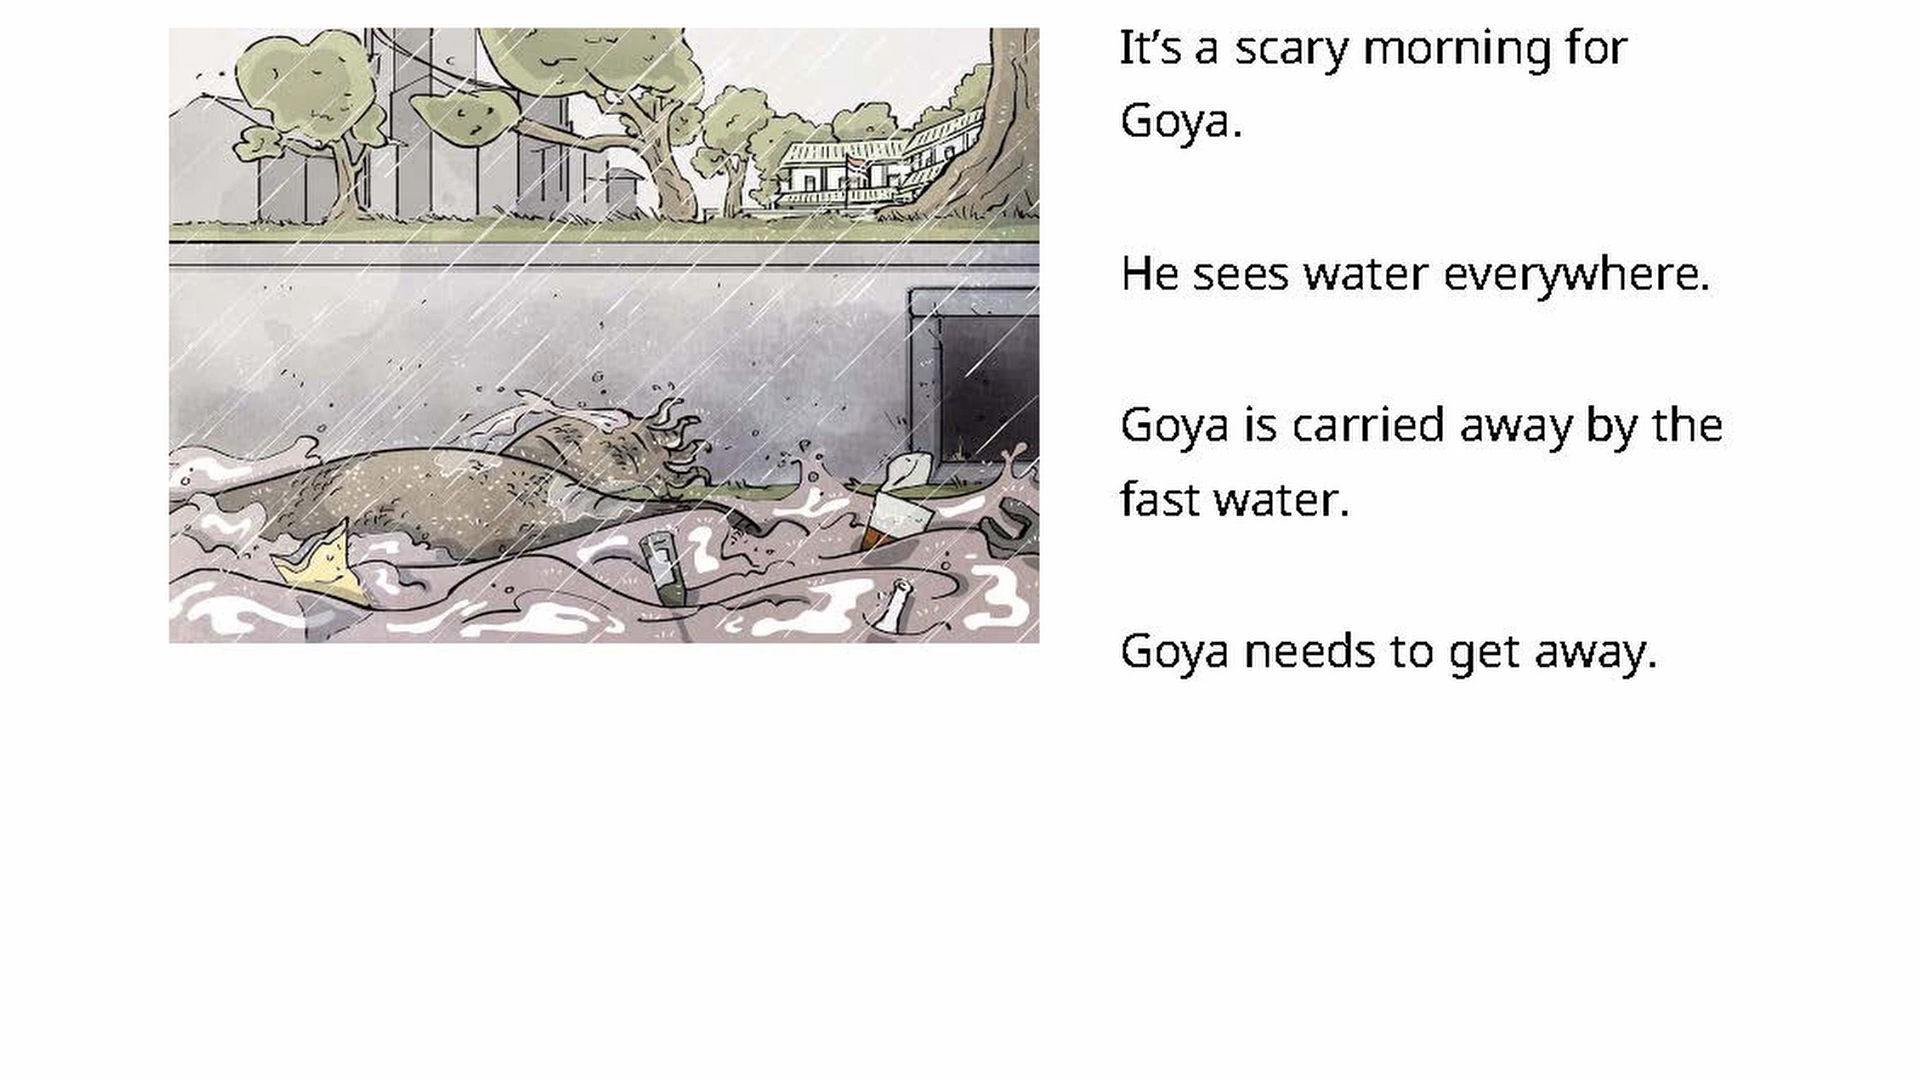 It’s a scary morning for
Goya.
He sees water everywhere.
Goya is carried away by the
fast water.
Goya needs to get away.